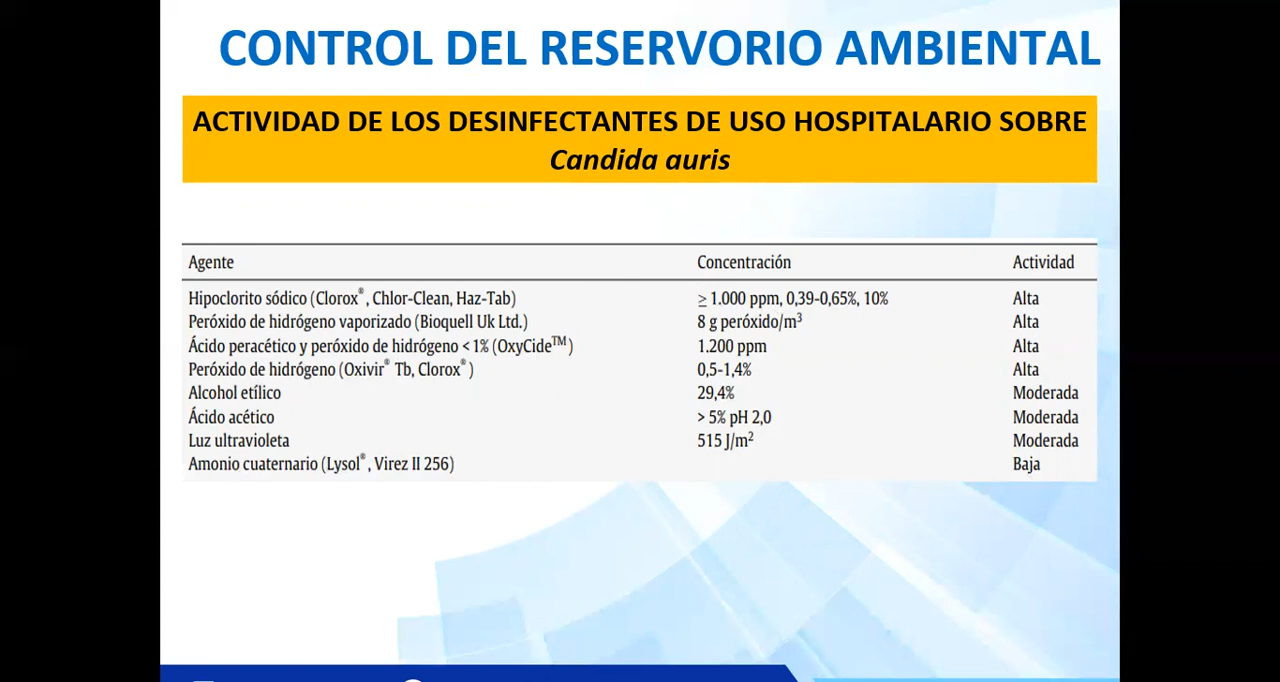 CONTROL DEL RESERVORIO AMBIENTAL
ACTIVIDAD DE LOS DESINFECTANTES DE USO HOSPITALARIO SOBRE
Candida auris
Agente Concentración Actividad
Hipoclorito sódico (Clorox®, Chlor-Clean, Haz-Tab) ≥ 1.000 ppm, 0,39-0,65%, 10% Alta
Peróxido de hidrógeno vaporizado (Bioquell Uk Ltd.) 8 g peróxido/m³ Alta
Ácido peracético y peróxido de hidrógeno < 1% (OxyCide™) 1.200 ppm Alta
Peróxido de hidrógeno (Oxivir® Tb, Clorox®) 0,5-1,4% Alta
Alcohol etílico 29,4% Moderada
Ácido acético > 5% pH 2,0 Moderada
Luz ultravioleta 515 J/m² Moderada
Amonio cuaternario (Lysol®, Virez II 256) Baja